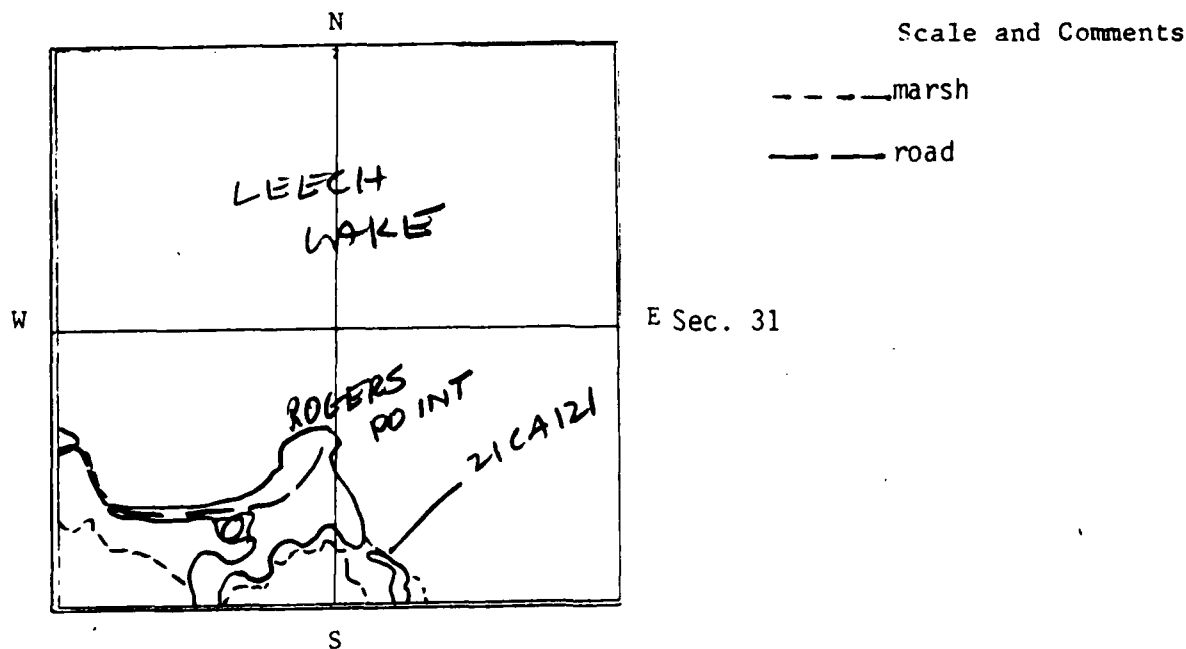 N
Scale and Comments
marsh
road
LEECH
LAKE
W
E Sec. 31
ROGERS
POINT
21CA121
S